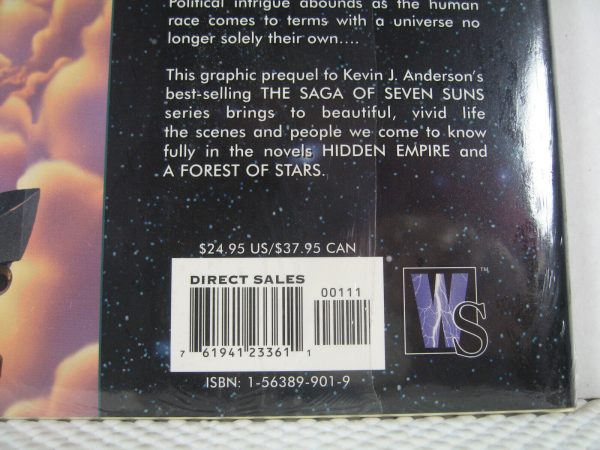 Political intrigue abounds as the human
race comes to terms with a universe no
longer solely their own....
This graphic prequel to Kevin J. Anderson's
best-selling THE SAGA OF SEVEN SUNS
series brings to beautiful, vivid life
the scenes and people we come to know
fully in the novels HIDDEN EMPIRE and
A FOREST OF STARS.
$24.95 US/$37.95 CAN
DIRECT SALES
00111
7 61941 23361 1
ISBN: 1-56389-901-9
WS™